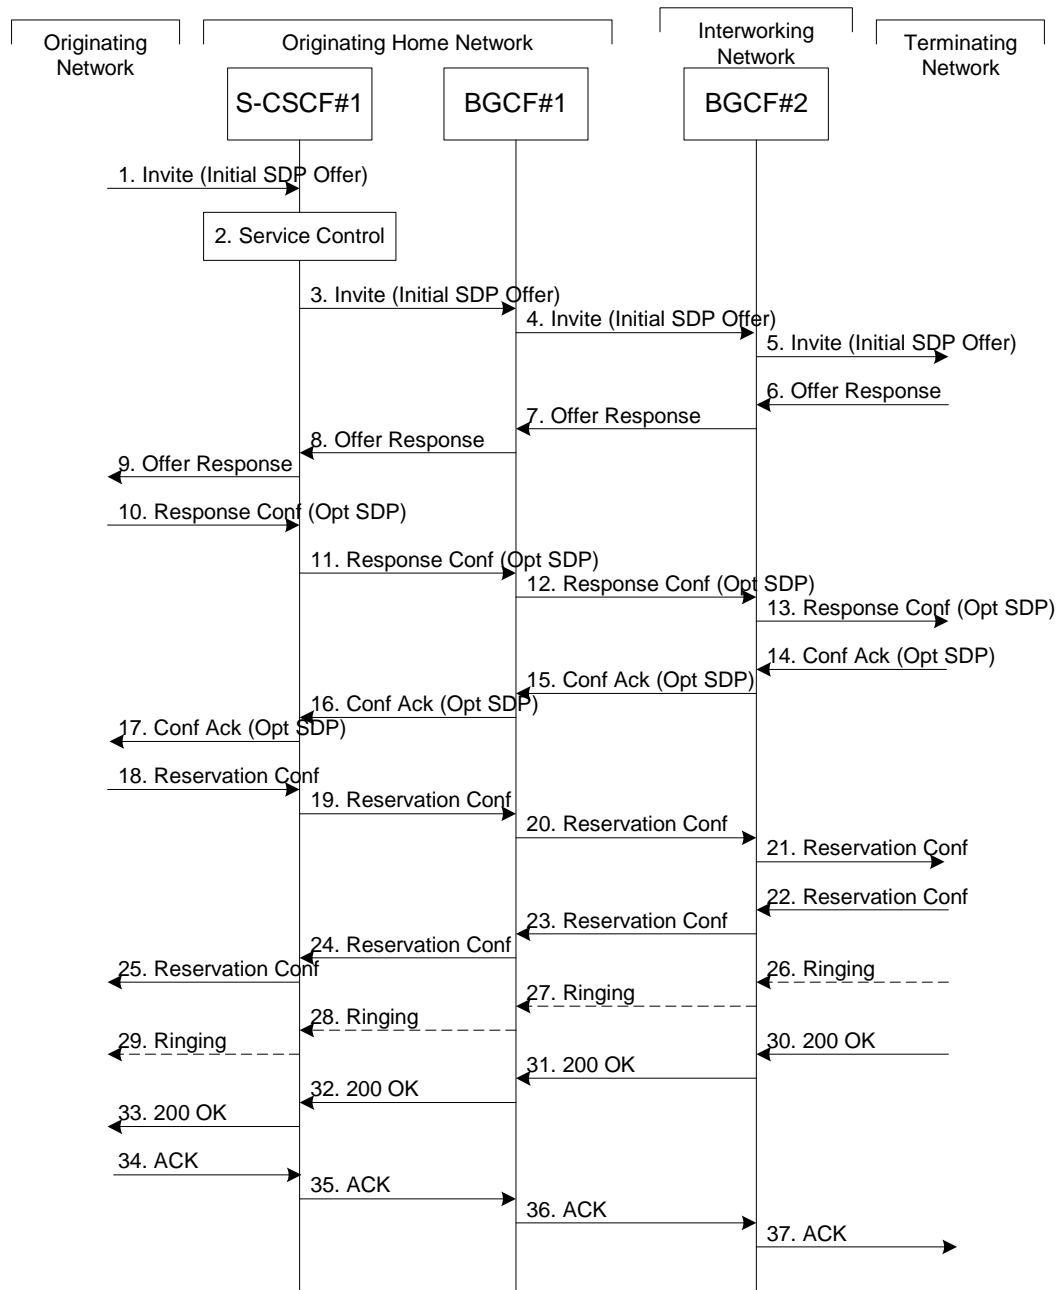 Originating
Network
Originating Home Network
Interworking
Network
Terminating
Network
S-CSCF#1
BGCF#1
BGCF#2
1. Invite (Initial SDP Offer)
2. Service Control
3. Invite (Initial SDP Offer)
4. Invite (Initial SDP Offer)
5. Invite (Initial SDP Offer)
6. Offer Response
7. Offer Response
8. Offer Response
9. Offer Response
10. Response Conf (Opt SDP)
11. Response Conf (Opt SDP)
12. Response Conf (Opt SDP)
13. Response Conf (Opt SDP)
14. Conf Ack (Opt SDP)
15. Conf Ack (Opt SDP)
16. Conf Ack (Opt SDP)
17. Conf Ack (Opt SDP)
18. Reservation Conf
19. Reservation Conf
20. Reservation Conf
21. Reservation Conf
22. Reservation Conf
23. Reservation Conf
24. Reservation Conf
25. Reservation Conf
26. Ringing
27. Ringing
28. Ringing
29. Ringing
30. 200 OK
31. 200 OK
32. 200 OK
33. 200 OK
34. ACK
35. ACK
36. ACK
37. ACK